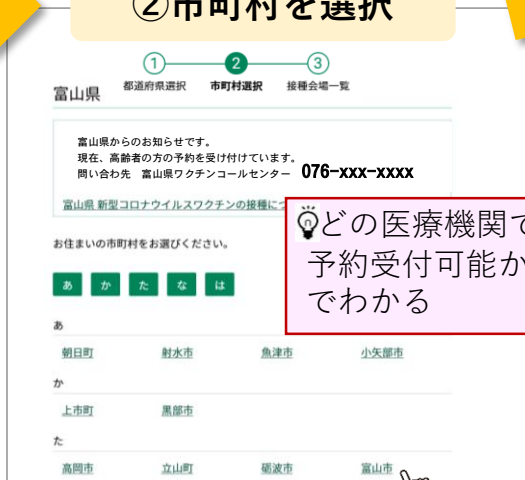 ②市町村を選択
1 2 3
富山県 都道府県選択 市町村選択 接種会場一覧
富山県からのお知らせです。
現在、高齢者の方の予約を受け付けています。
問い合わせ先 富山県ワクチンコールセンター 076-xxx-xxxx
富山県 新型コロナウイルスワクチンの接種につ
どの医療機関で
予約受付可能か
でわかる
お住まいの市町村をお選びください。
あ か た な は
あ
朝日町 射水市 魚津市 小矢部市
か
上市町 黒部市
た
高岡市 立山町 砺波市 富山市